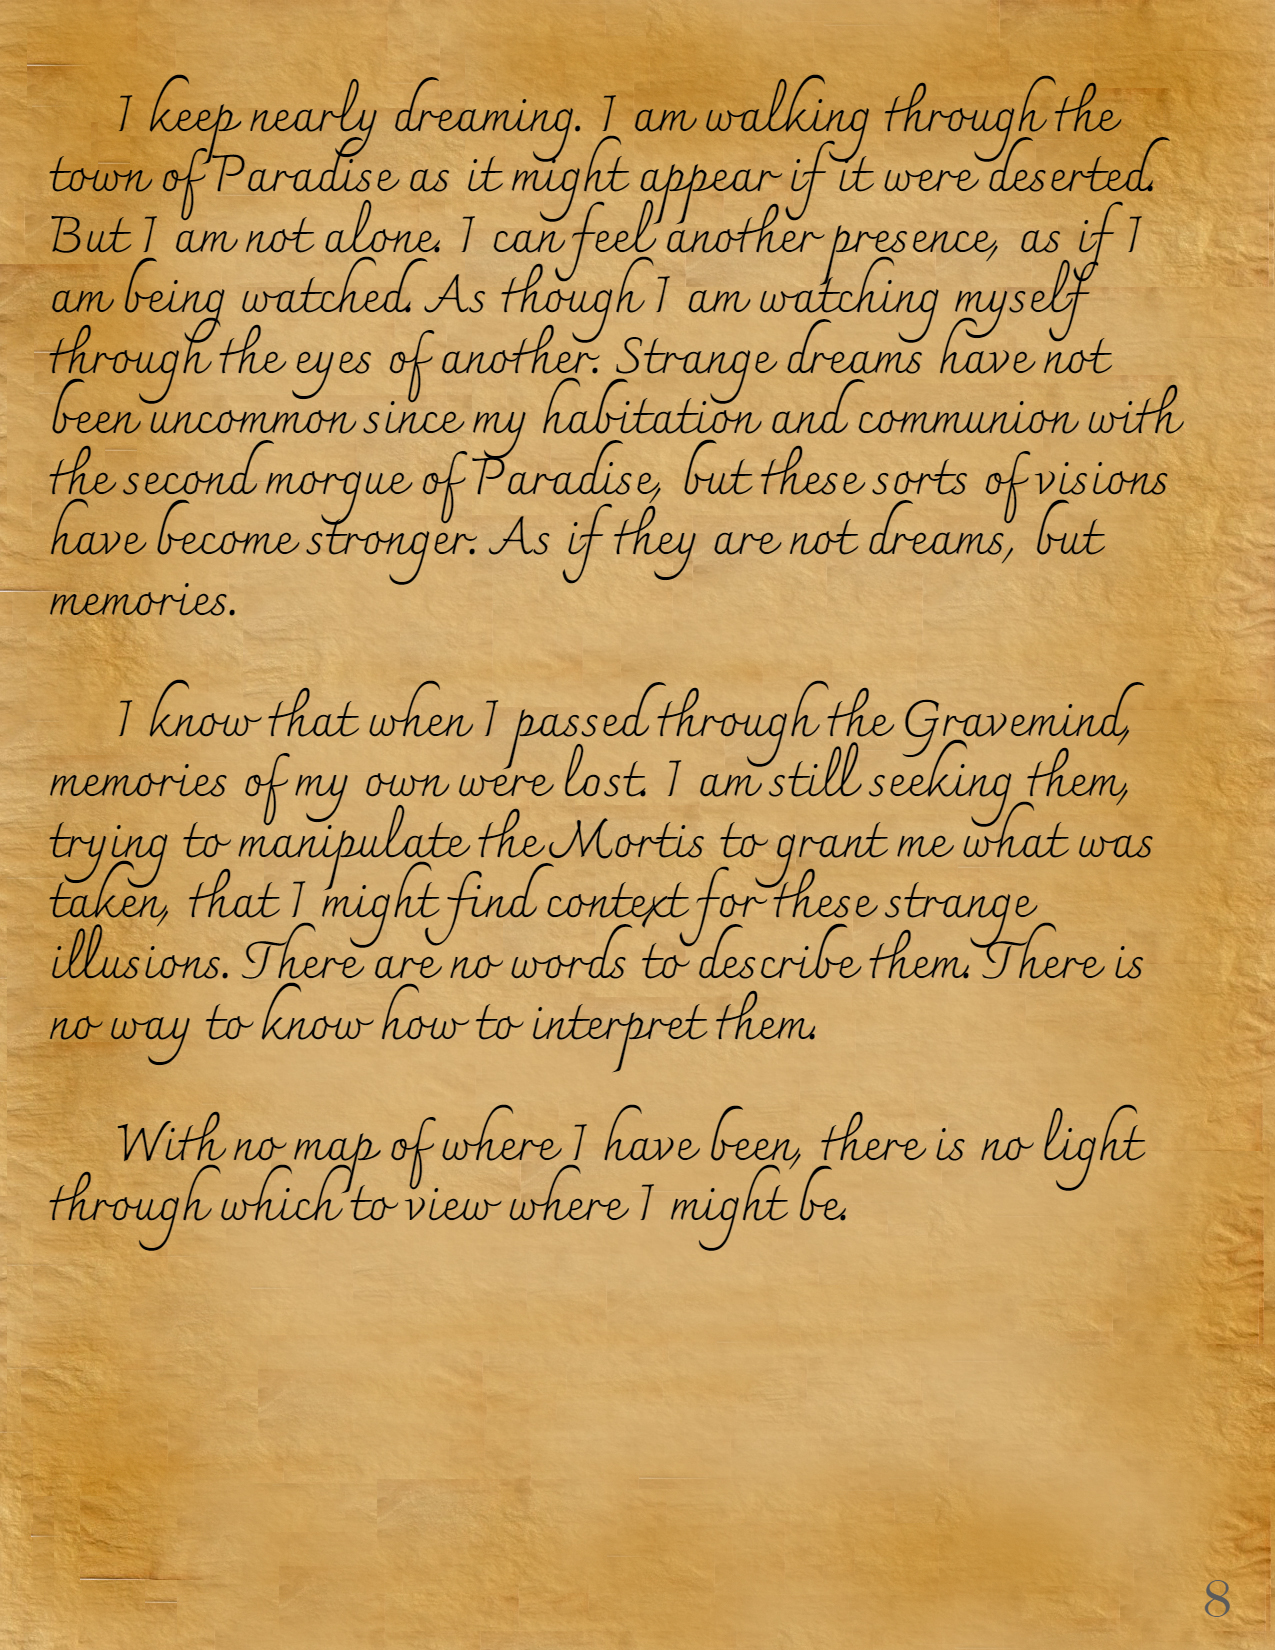 I keep nearly dreaming. I am walking through the
town of Paradise as it might appear if it were deserted.
But I am not alone. I can feel another presence, as if I
am being watched. As though I am watching myself
through the eyes of another. Strange dreams have not
been uncommon since my habitation and communion with
the second morgue of Paradise, but these sorts of visions
have become stronger. As if they are not dreams, but
memories.
I know that when I passed through the Gravemind,
memories of my own were lost. I am still seeking them,
trying to manipulate the Mortis to grant me what was
taken, that I might find context for these strange
illusions. There are no words to describe them. There is
no way to know how to interpret them.
With no map of where I have been, there is no light
through which to view where I might be.
8